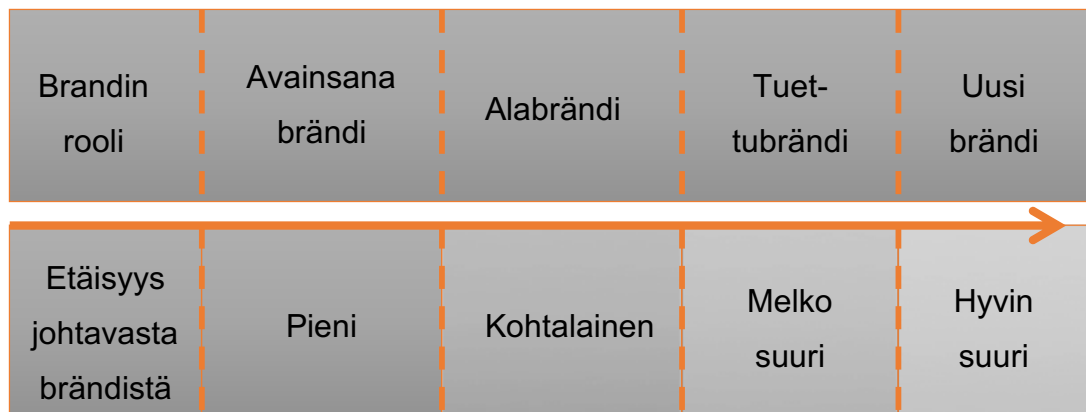 Brandin
rooli
Avainsana
brändi
Alabrändi
Tuet-
tubrändi
Uusi
brändi
Etäisyys
johtavasta
brändistä
Pieni
Kohtalainen
Melko
suuri
Hyvin
suuri